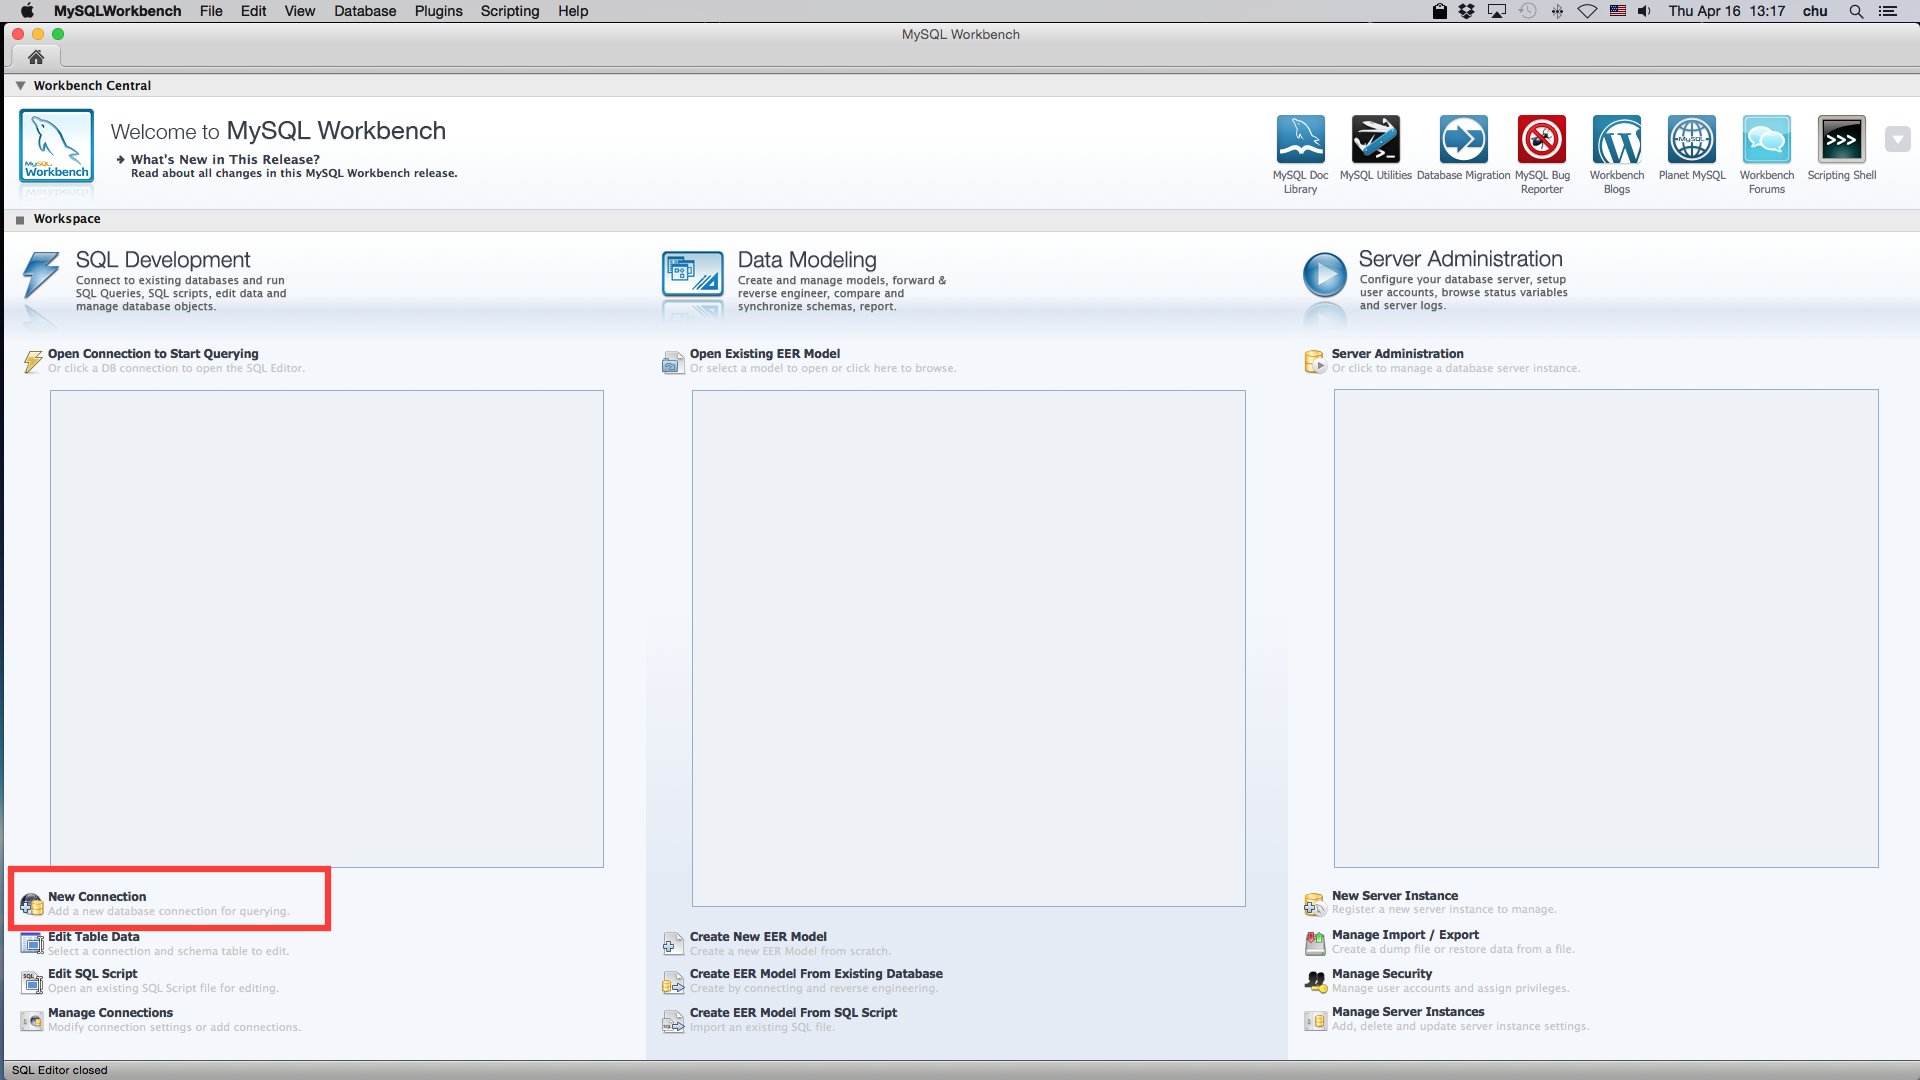 MySQLWorkbench File Edit View Database Plugins Scripting Help
Thu Apr 16 13:17 chu
MySQL Workbench
Workbench Central
MySQL
Workbench
Welcome to MySQL Workbench
What's New in This Release?
Read about all changes in this MySQL Workbench release.
MySQL Doc
Library
MySQL Utilities
Database Migration
MySQL Bug
Reporter
Workbench
Blogs
MySQL
Planet MySQL
Workbench
Forums
>>>
Scripting Shell
Workspace
SQL Development
Connect to existing databases and run
SQL Queries, SQL scripts, edit data and
manage database objects.
Open Connection to Start Querying
Or click a DB connection to open the SQL Editor.
New Connection
Add a new database connection for querying.
Edit Table Data
Select a connection and schema table to edit.
SQL
Edit SQL Script
Open an existing SQL Script file for editing.
Manage Connections
Modify connection settings or add connections.
Data Modeling
Create and manage models, forward &
reverse engineer, compare and
synchronize schemas, report.
Open Existing EER Model
Or select a model to open or click here to browse.
Create New EER Model
Create a new EER Model from scratch.
Create EER Model From Existing Database
Create by connecting and reverse engineering.
SQL
Create EER Model From SQL Script
Import an existing SQL file.
Server Administration
Configure your database server, setup
user accounts, browse status variables
and server logs.
Server Administration
Or click to manage a database server instance.
New Server Instance
Register a new server instance to manage.
Manage Import / Export
Create a dump file or restore data from a file.
Manage Security
Manage user accounts and assign privileges.
Manage Server Instances
Add, delete and update server instance settings.
SQL Editor closed